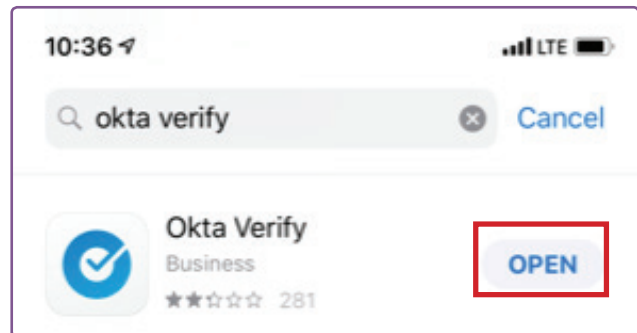 10:36
LTE
okta verify
Cancel
Okta Verify
Business
OPEN
281